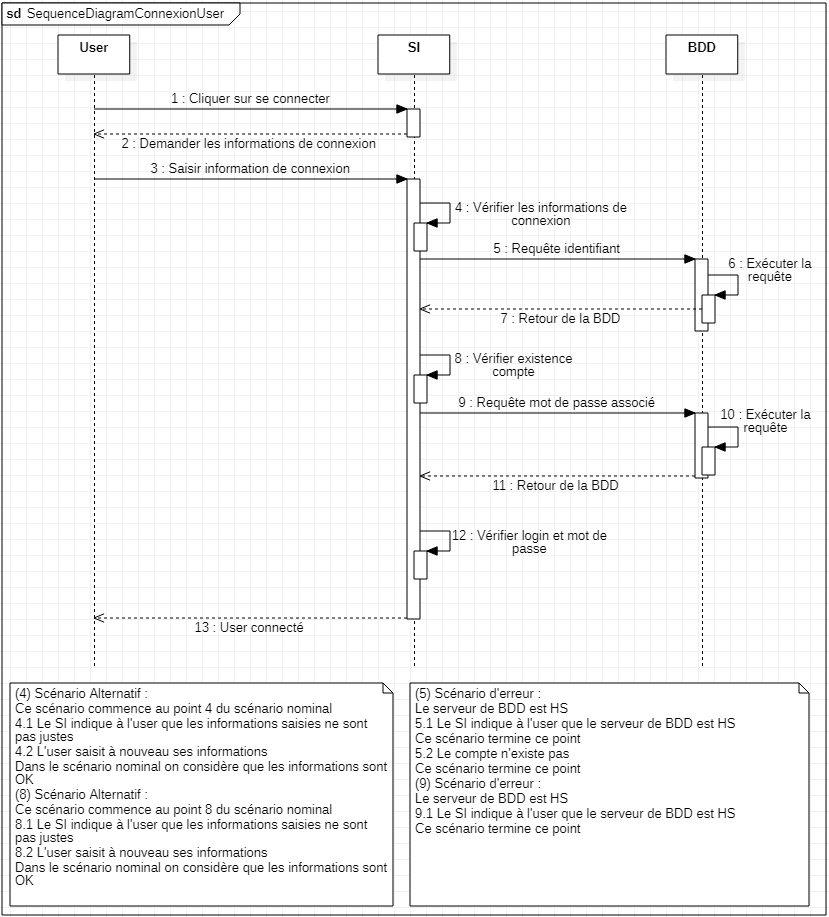 sd SequenceDiagramConnexionUser
User
SI
BDD
1 : Cliquer sur se connecter
2 : Demander les informations de connexion
3 : Saisir information de connexion
4 : Vérifier les informations de
connexion
5 : Requête identifiant
6 : Exécuter la
requête
7 : Retour de la BDD
8 : Vérifier existence
compte
9 : Requête mot de passe associé
10 : Exécuter la
requête
11 : Retour de la BDD
12 : Vérifier login et mot de
passe
13 : User connecté
(4) Scénario Alternatif :
Ce scénario commence au point 4 du scénario nominal
4.1 Le SI indique à l'user que les informations saisies ne sont
pas justes
4.2 L'user saisit à nouveau ses informations
Dans le scénario nominal on considère que les informations sont
OK
(8) Scénario Alternatif :
Ce scénario commence au point 8 du scénario nominal
8.1 Le SI indique à l'user que les informations saisies ne sont
pas justes
8.2 L'user saisit à nouveau ses informations
Dans le scénario nominal on considère que les informations sont
OK
(5) Scénario d'erreur :
Le serveur de BDD est HS
5.1 Le SI indique à l'user que le serveur de BDD est HS
Ce scénario termine ce point
5.2 Le compte n'existe pas
Ce scénario termine ce point
(9) Scénario d'erreur :
Le serveur de BDD est HS
9.1 Le SI indique à l'user que le serveur de BDD est HS
Ce scénario termine ce point